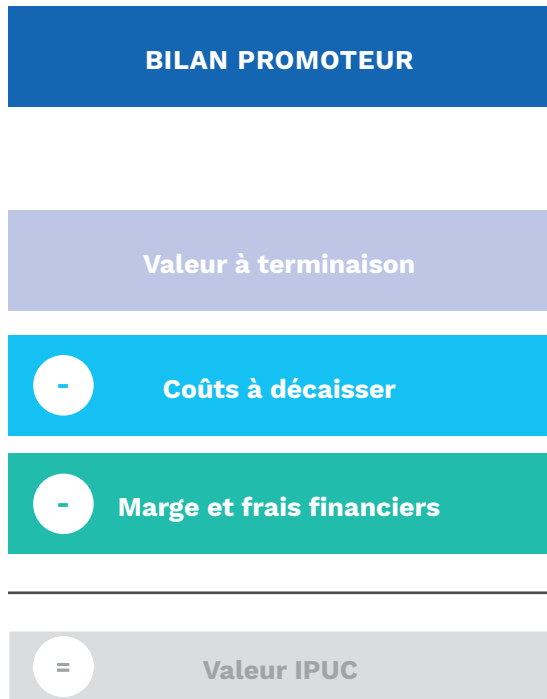 BILAN PROMOTEUR
Valeur à terminaison
- Coûts à décaisser
- Marge et frais financiers
= Valeur IPUC